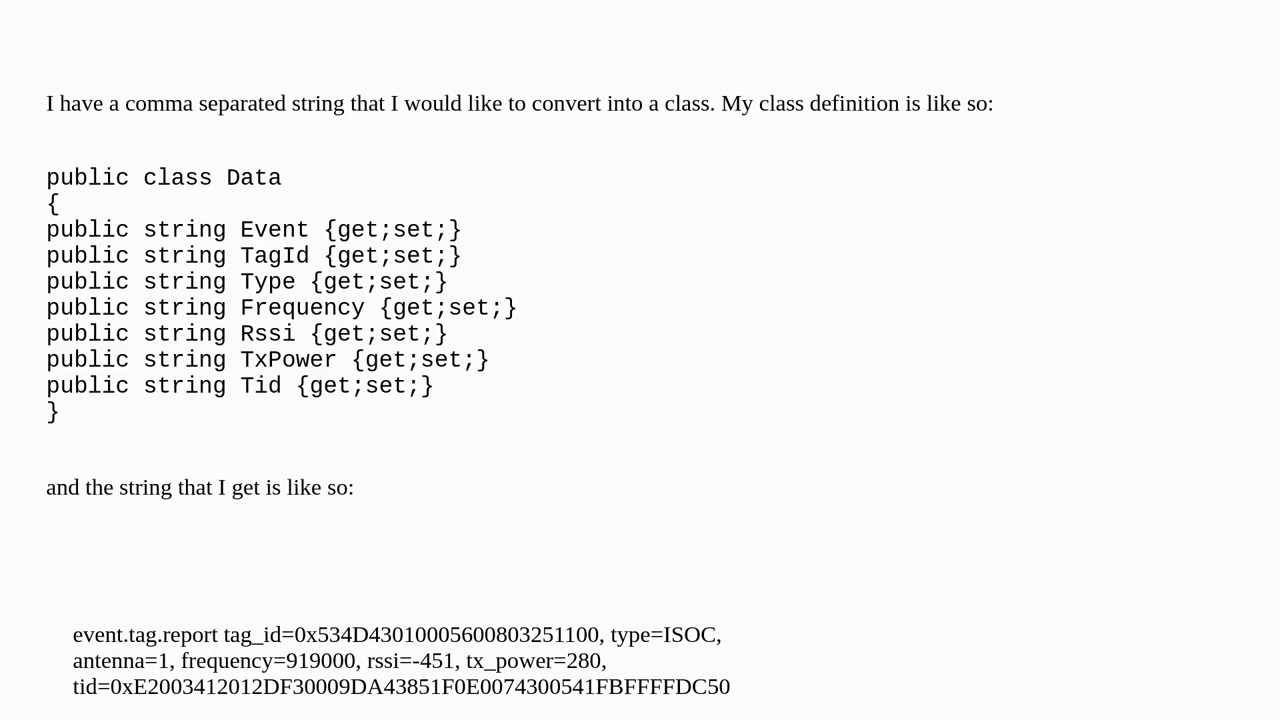 I have a comma separated string that I would like to convert into a class. My class definition is like so:
public class Data
{
public string Event {get;set;}
public string TagId {get;set;}
public string Type {get;set;}
public string Frequency {get;set;}
public string Rssi {get;set;}
public string TxPower {get;set;}
public string Tid {get;set;}
}
and the string that I get is like so:
event.tag.report tag_id=0x534D43010005600803251100, type=ISOC,
antenna=1, frequency=919000, rssi=-451, tx_power=280,
tid=0xE2003412012DF30009DA43851F0E0074300541FBFFFFDC50